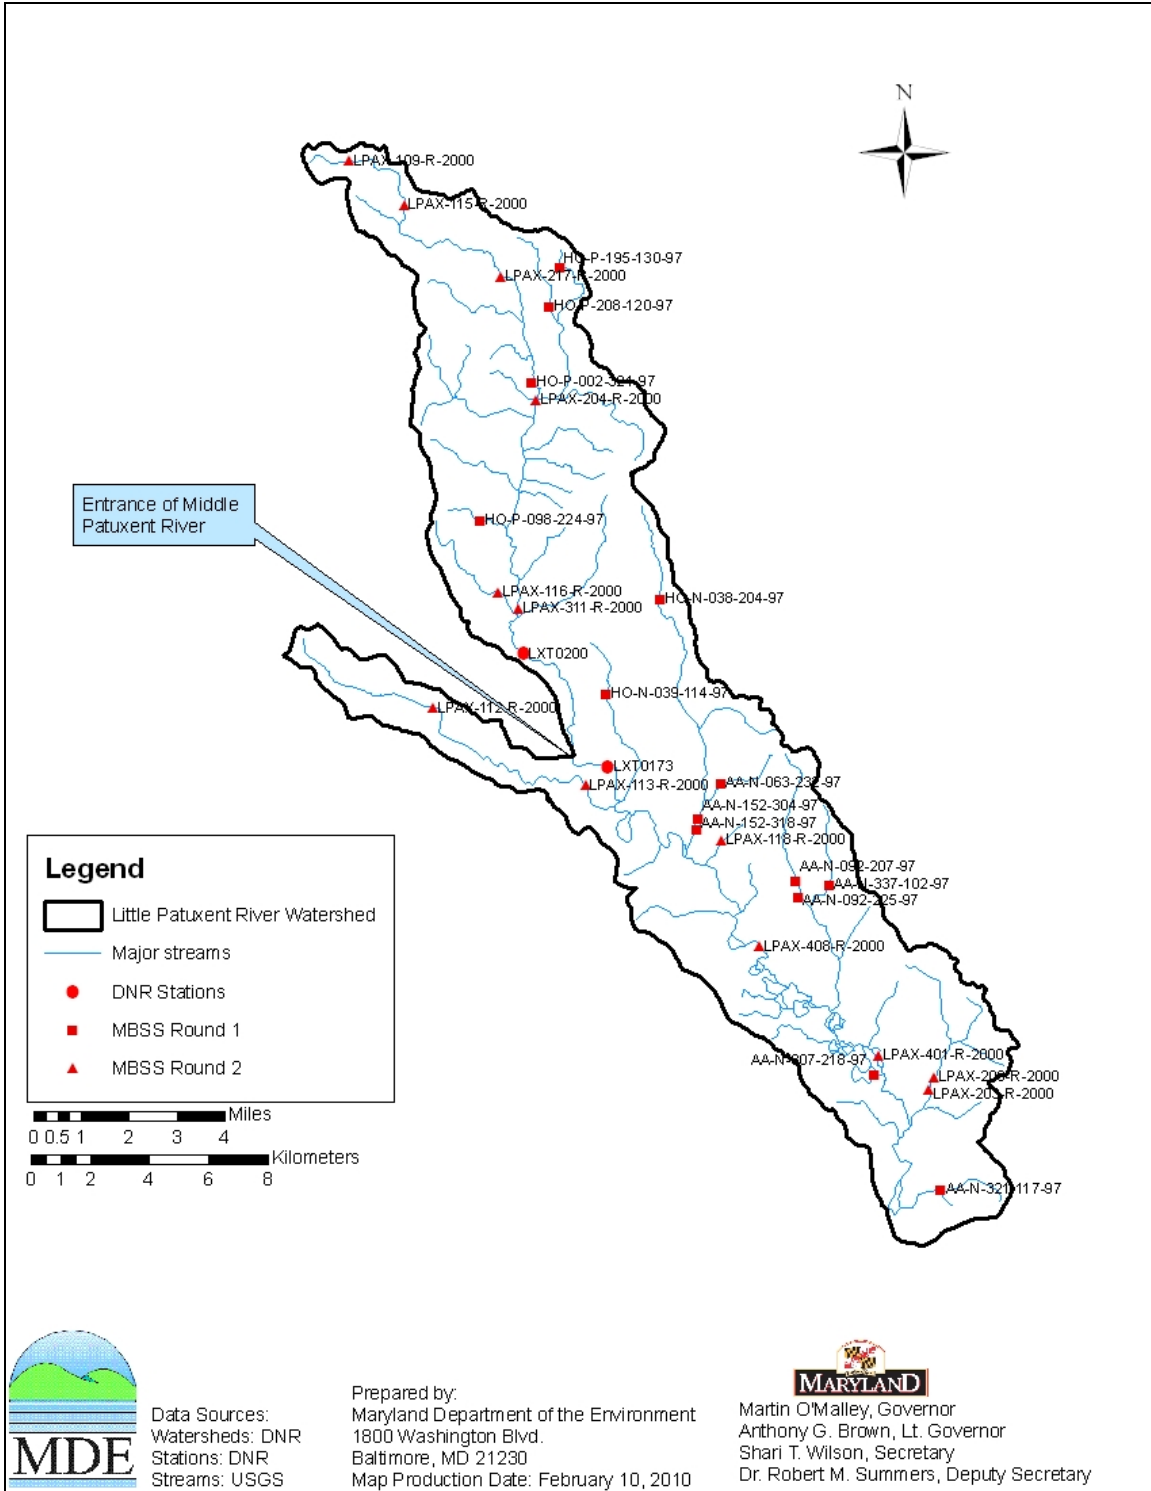 N
LPAX-109-R-2000
LPAX-115-R-2000
HO-P-195-130-97
LPAX-217-R-2000
HO-P-208-120-97
HO-P-002-324-97
LPAX-204-R-2000
Entrance of Middle
Patuxent River
HO-P-098-224-97
LPAX-116-R-2000
HO-N-038-204-97
LPAX-311-R-2000
LXT0200
HO-N-039-114-97
LPAX-112-R-2000
LXT0173
LPAX-113-R-2000
AA-N-063-232-97
AA-N-152-304-97
AA-N-152-318-97
LPAX-118-R-2000
AA-N-092-207-97
AA-N-337-102-97
AA-N-092-225-97
LPAX-408-R-2000
LPAX-401-R-2000
LPAX-203-R-2000
AA-N-321-117-97
Legend
Little Patuxent River Watershed
Major streams
DNR Stations
MBSS Round 1
MBSS Round 2
Miles
0 0.5 1 2 3 4
Kilometers
0 1 2 4 6 8
MDE
Data Sources:
Watersheds: DNR
Stations: DNR
Streams: USGS
Prepared by:
Maryland Department of the Environment
1800 Washington Blvd.
Baltimore, MD 21230
Map Production Date: February 10, 2010
MARYLAND
Martin O'Malley, Governor
Anthony G. Brown, Lt. Governor
Shari T. Wilson, Secretary
Dr. Robert M. Summers, Deputy Secretary